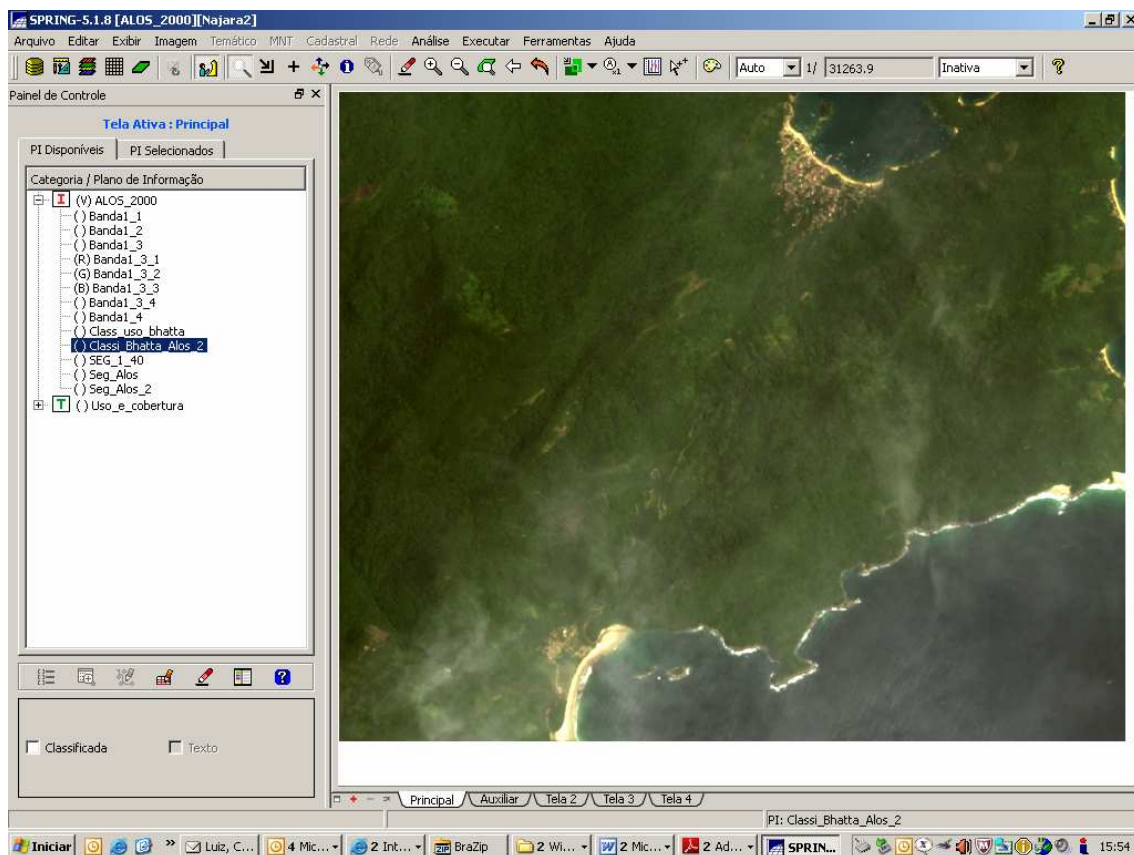 SPRING-5.1.8 [ALOS_2000][Najara2]
Arquivo Editar Exibir Imagem Temático MNT Cadastral Rede Análise Executar Ferramentas Ajuda
Auto 1/ 31263.9 Inativa
Painel de Controle
Tela Ativa : Principal
PI Disponíveis PI Selecionados
Categoria / Plano de Informação
(V) ALOS_2000
( ) Banda1_1
( ) Banda1_2
( ) Banda1_3
(R) Banda1_3_1
(G) Banda1_3_2
(B) Banda1_3_3
( ) Banda1_3_4
( ) Banda1_4
( ) Class_uso_bhatta
( ) Classi_Bhatta_Alos_2
( ) SEG_1_40
( ) Seg_Alos
( ) Seg_Alos_2
( ) Uso_e_cobertura
Classificada Texto
Principal Auxiliar Tela 2 Tela 3 Tela 4
PI: Classi_Bhatta_Alos_2
Iniciar » Luiz, C... 4 Mic... 2 Int... BraZip 2 Wi... 2 Mic... 2 Ad... SPRIN... 15:54